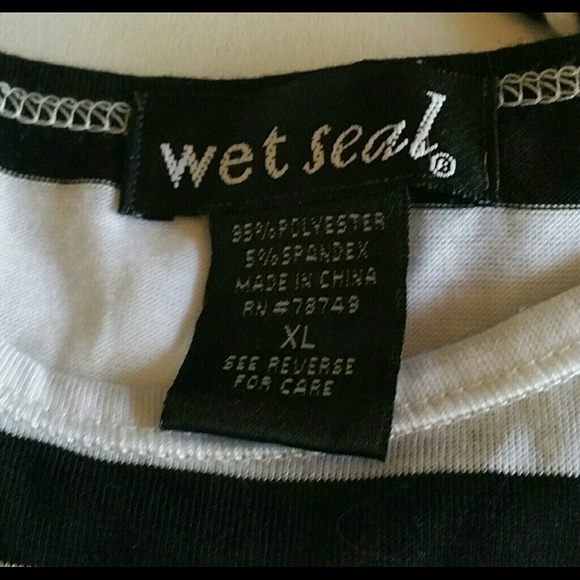 wet seal®
95% POLYESTER
5% SPANDEX
MADE IN CHINA
RN #78749
XL
SEE REVERSE
FOR CARE